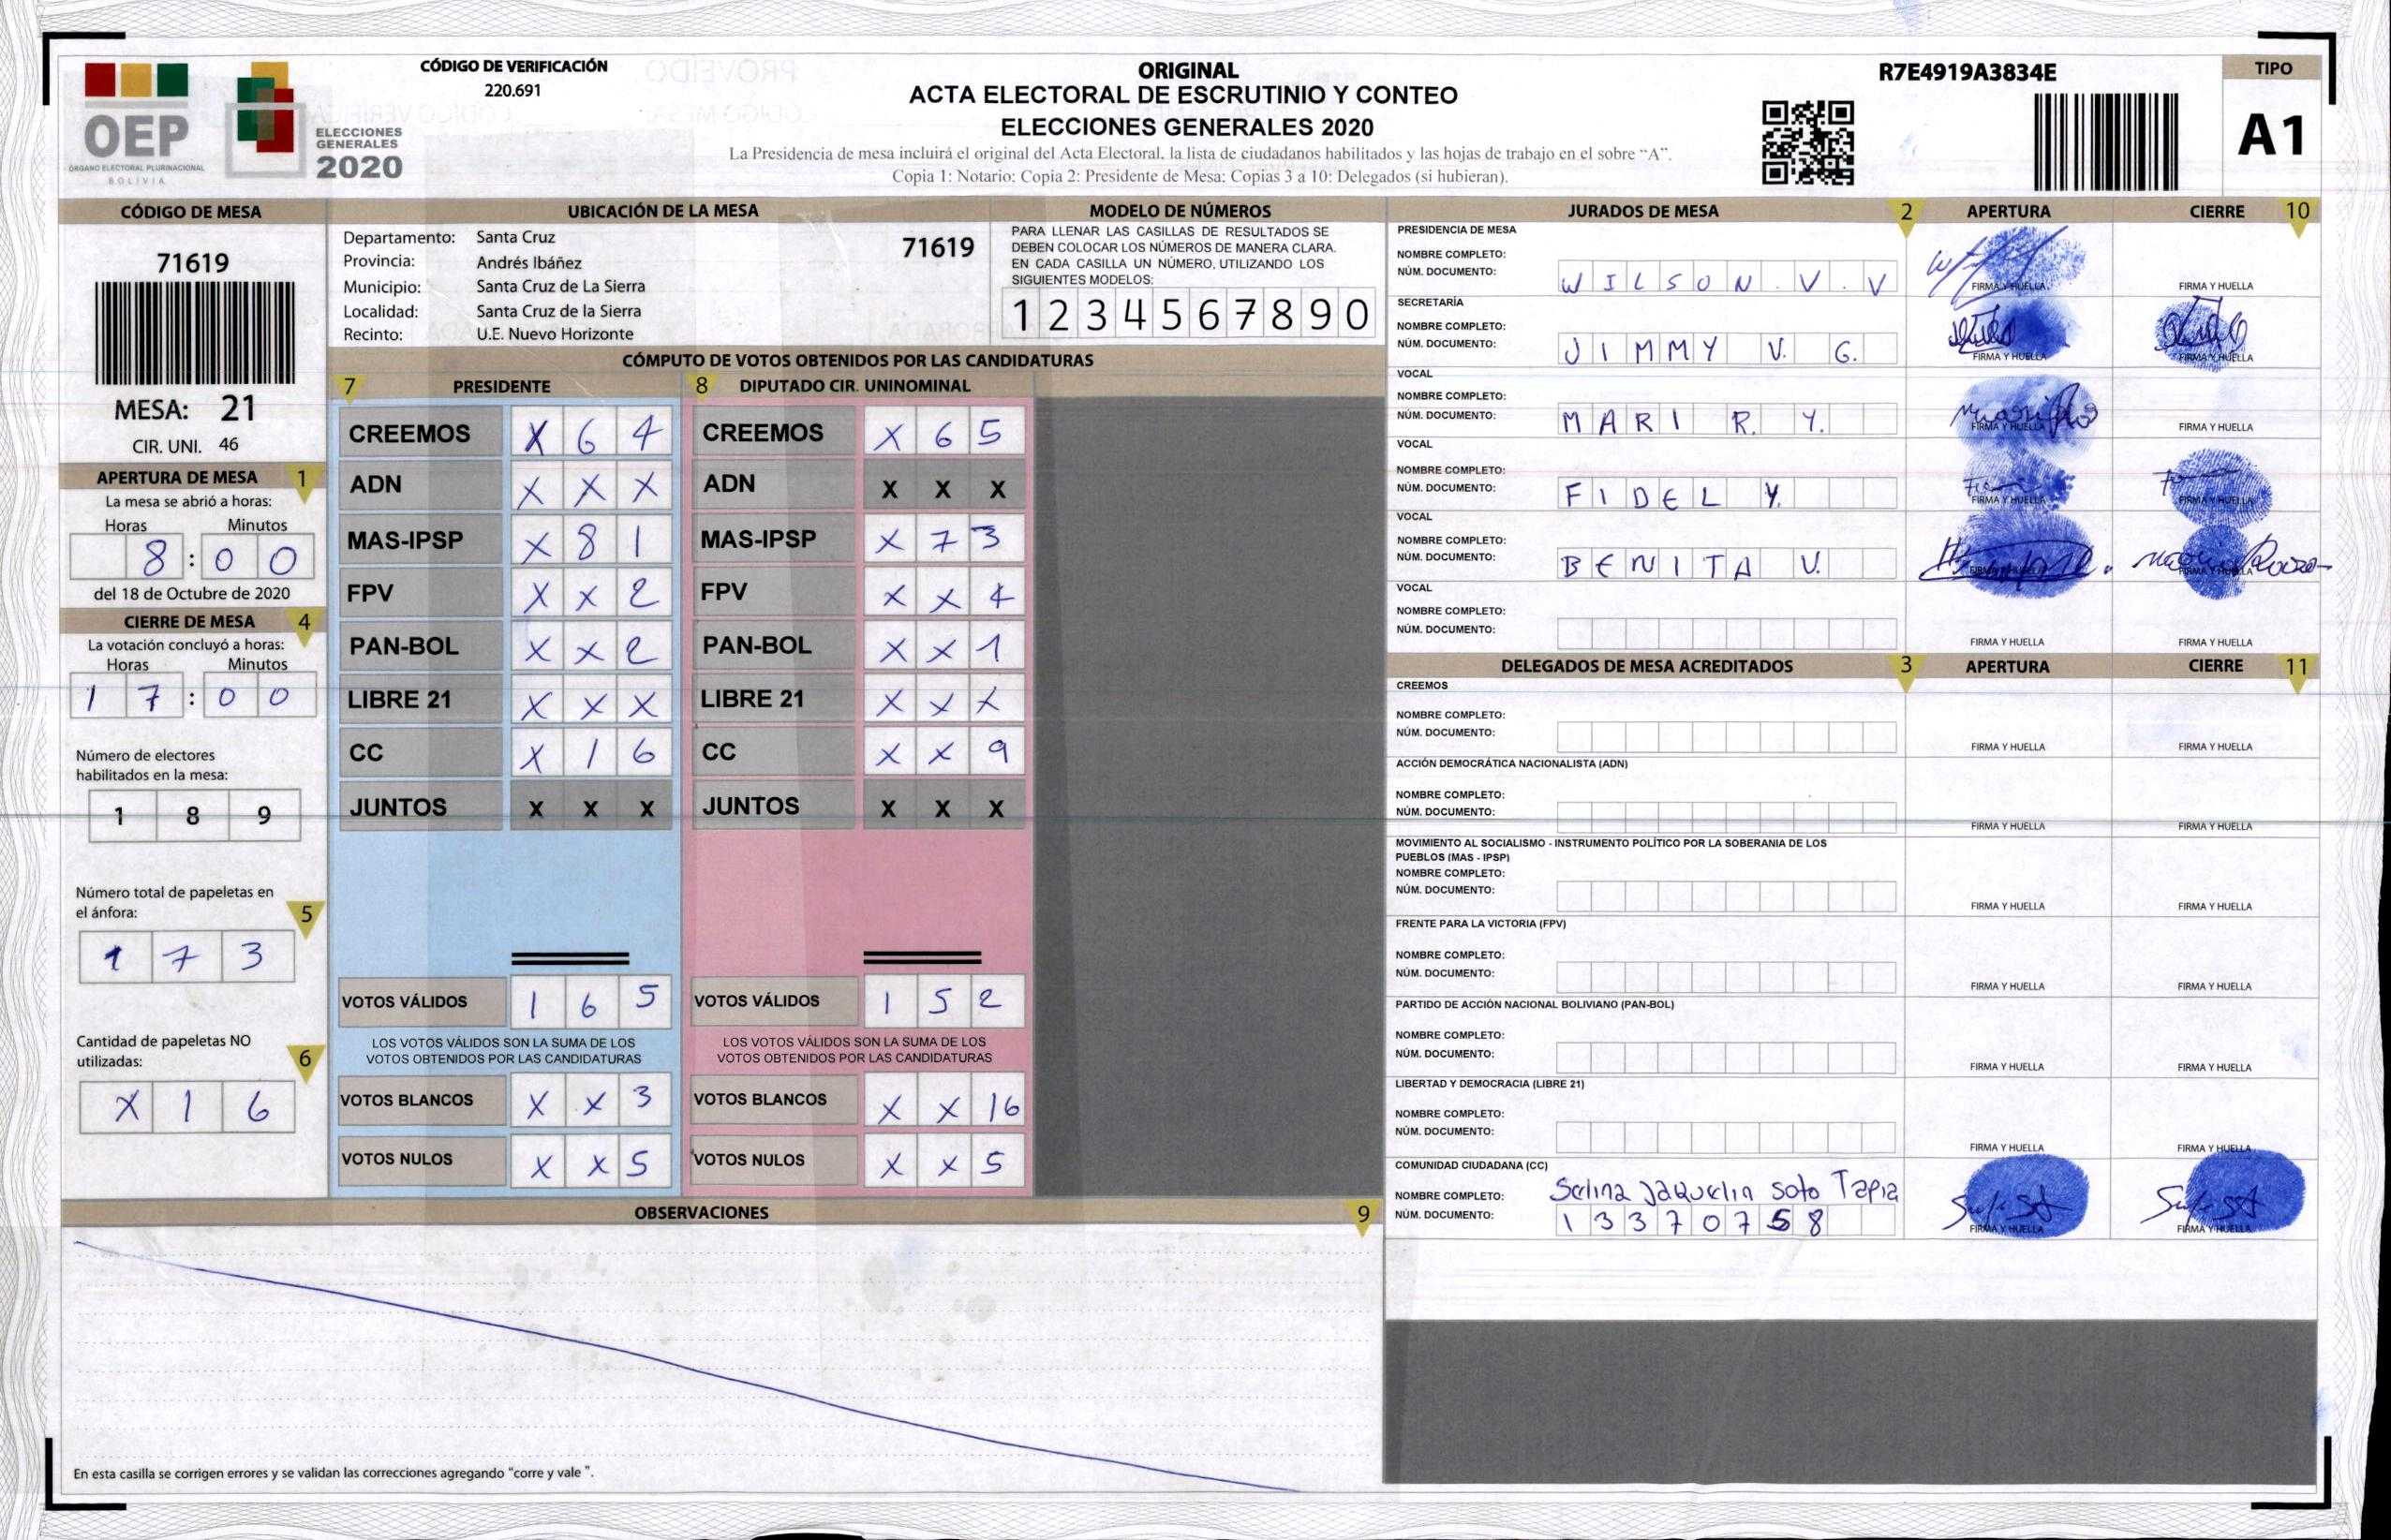 OEP
ÓRGANO ELECTORAL PLURINACIONAL
BOLIVIA
ELECCIONES
GENERALES
2020
CÓDIGO DE VERIFICACIÓN
220.691
ORIGINAL
ACTA ELECTORAL DE ESCRUTINIO Y CONTEO
ELECCIONES GENERALES 2020
La Presidencia de mesa incluirá el original del Acta Electoral, la lista de ciudadanos habilitados y las hojas de trabajo en el sobre “A”.
Copia 1: Notario; Copia 2: Presidente de Mesa; Copias 3 a 10: Delegados (si hubieran).
R7E4919A3834E
TIPO
A1
CÓDIGO DE MESA
71619
MESA: 21
CIR. UNI. 46
APERTURA DE MESA 1
La mesa se abrió a horas:
Horas Minutos
8 : 0 0
del 18 de Octubre de 2020
CIERRE DE MESA 4
La votación concluyó a horas:
Horas Minutos
1 7 : 0 0
Número de electores
habilitados en la mesa:
1 8 9
Número total de papeletas en
el ánfora: 5
1 7 3
Cantidad de papeletas NO
utilizadas: 6
X 1 6
UBICACIÓN DE LA MESA
Departamento: Santa Cruz 71619
Provincia: Andrés Ibáñez
Municipio: Santa Cruz de La Sierra
Localidad: Santa Cruz de la Sierra
Recinto: U.E. Nuevo Horizonte
MODELO DE NÚMEROS
PARA LLENAR LAS CASILLAS DE RESULTADOS SE
DEBEN COLOCAR LOS NÚMEROS DE MANERA CLARA.
EN CADA CASILLA UN NÚMERO, UTILIZANDO LOS
SIGUIENTES MODELOS:
1 2 3 4 5 6 7 8 9 0
CÓMPUTO DE VOTOS OBTENIDOS POR LAS CANDIDATURAS
7 PRESIDENTE
CREEMOS X 6 4
ADN X X X
MAS-IPSP X 8 1
FPV X X 2
PAN-BOL X X 2
LIBRE 21 X X X
CC X 1 6
JUNTOS X X X
VOTOS VÁLIDOS 1 6 5
LOS VOTOS VÁLIDOS SON LA SUMA DE LOS
VOTOS OBTENIDOS POR LAS CANDIDATURAS
VOTOS BLANCOS X X 3
VOTOS NULOS X X 5
8 DIPUTADO CIR. UNINOMINAL
CREEMOS X 6 5
ADN X X X
MAS-IPSP X 7 3
FPV X X 4
PAN-BOL X X 1
LIBRE 21 X X X
CC X X 9
JUNTOS X X X
VOTOS VÁLIDOS 1 5 2
LOS VOTOS VÁLIDOS SON LA SUMA DE LOS
VOTOS OBTENIDOS POR LAS CANDIDATURAS
VOTOS BLANCOS X X 16
VOTOS NULOS X X 5
OBSERVACIONES 9
En esta casilla se corrigen errores y se validan las correcciones agregando "corre y vale ".
JURADOS DE MESA 2 APERTURA CIERRE 10
PRESIDENCIA DE MESA
NOMBRE COMPLETO:
NÚM. DOCUMENTO: WILSON. V. V
FIRMA Y HUELLA FIRMA Y HUELLA
SECRETARÍA
NOMBRE COMPLETO:
NÚM. DOCUMENTO: JIMMY V. G.
FIRMA Y HUELLA FIRMA Y HUELLA
VOCAL
NOMBRE COMPLETO:
NÚM. DOCUMENTO: MARI R. Y.
FIRMA Y HUELLA FIRMA Y HUELLA
VOCAL
NOMBRE COMPLETO:
NÚM. DOCUMENTO: FIDEL Y.
FIRMA Y HUELLA FIRMA Y HUELLA
VOCAL
NOMBRE COMPLETO:
NÚM. DOCUMENTO: BENITA V.
FIRMA Y HUELLA FIRMA Y HUELLA
VOCAL
NOMBRE COMPLETO:
NÚM. DOCUMENTO:
FIRMA Y HUELLA FIRMA Y HUELLA
DELEGADOS DE MESA ACREDITADOS 3 APERTURA CIERRE 11
CREEMOS
NOMBRE COMPLETO:
NÚM. DOCUMENTO:
FIRMA Y HUELLA FIRMA Y HUELLA
ACCIÓN DEMOCRÁTICA NACIONALISTA (ADN)
NOMBRE COMPLETO:
NÚM. DOCUMENTO:
FIRMA Y HUELLA FIRMA Y HUELLA
MOVIMIENTO AL SOCIALISMO - INSTRUMENTO POLÍTICO POR LA SOBERANIA DE LOS
PUEBLOS (MAS - IPSP)
NOMBRE COMPLETO:
NÚM. DOCUMENTO:
FIRMA Y HUELLA FIRMA Y HUELLA
FRENTE PARA LA VICTORIA (FPV)
NOMBRE COMPLETO:
NÚM. DOCUMENTO:
FIRMA Y HUELLA FIRMA Y HUELLA
PARTIDO DE ACCIÓN NACIONAL BOLIVIANO (PAN-BOL)
NOMBRE COMPLETO:
NÚM. DOCUMENTO:
FIRMA Y HUELLA FIRMA Y HUELLA
LIBERTAD Y DEMOCRACIA (LIBRE 21)
NOMBRE COMPLETO:
NÚM. DOCUMENTO:
FIRMA Y HUELLA FIRMA Y HUELLA
COMUNIDAD CIUDADANA (CC)
NOMBRE COMPLETO: Selina Jaquelin Soto Tapia
NÚM. DOCUMENTO: 1 3 3 7 0 7 5 8
FIRMA Y HUELLA FIRMA Y HUELLA